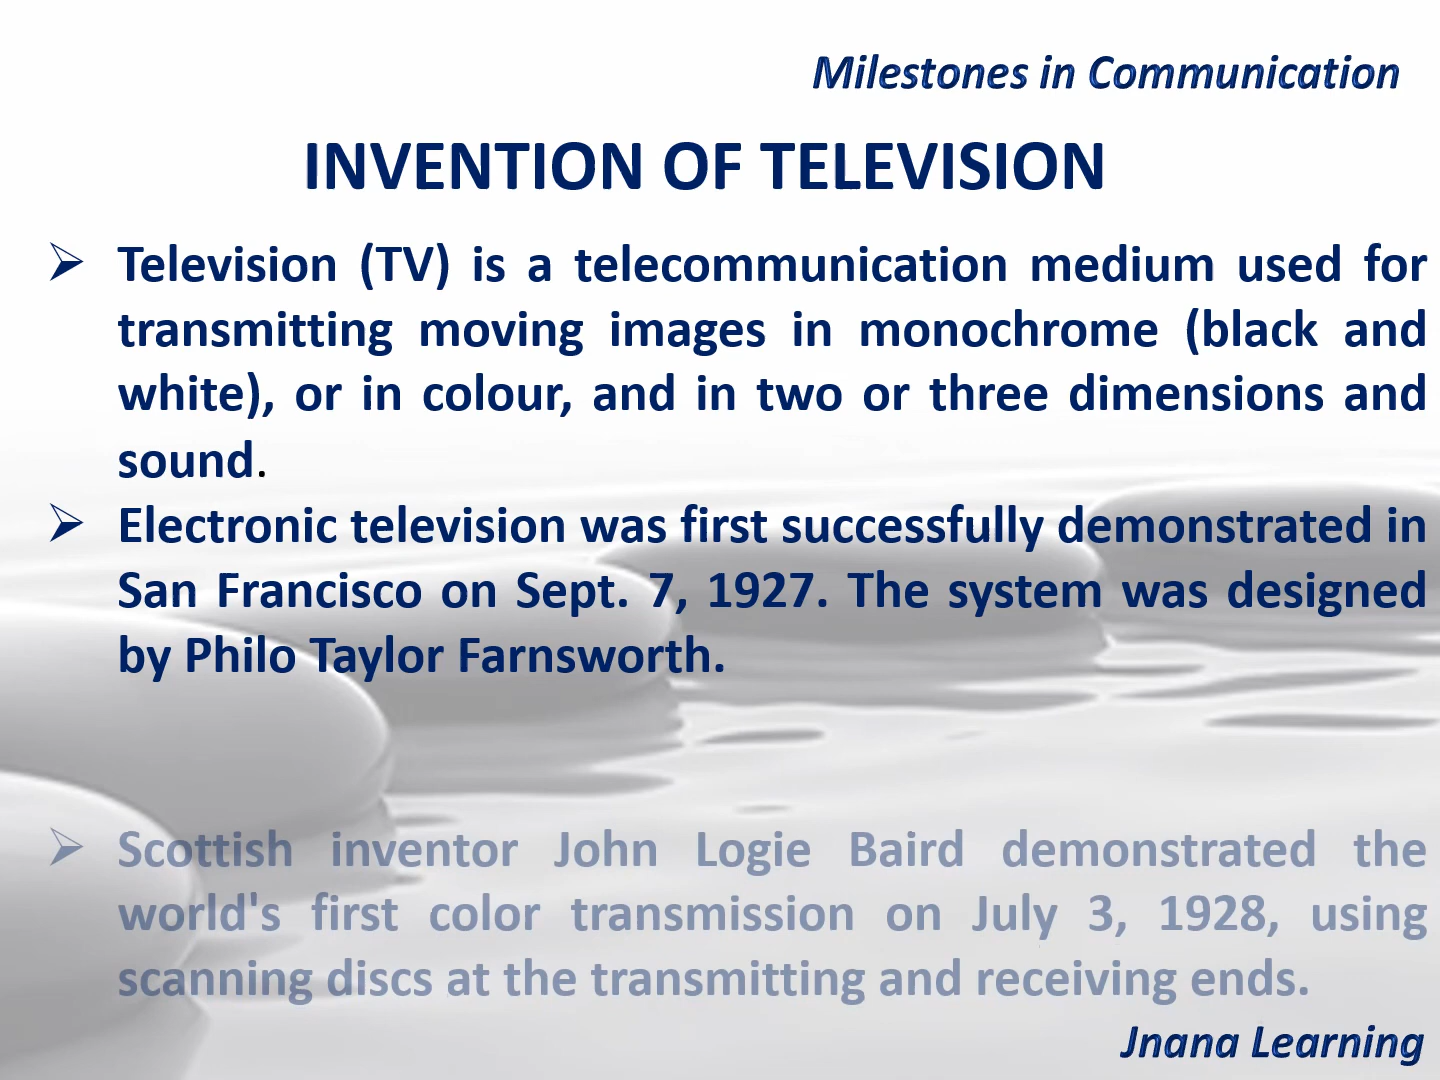 Milestones in Communication
INVENTION OF TELEVISION
➢ Television (TV) is a telecommunication medium used for
transmitting moving images in monochrome (black and
white), or in colour, and in two or three dimensions and
sound.
➢ Electronic television was first successfully demonstrated in
San Francisco on Sept. 7, 1927. The system was designed
by Philo Taylor Farnsworth.
➢ Scottish inventor John Logie Baird demonstrated the
world's first color transmission on July 3, 1928, using
scanning discs at the transmitting and receiving ends.
Jnana Learning